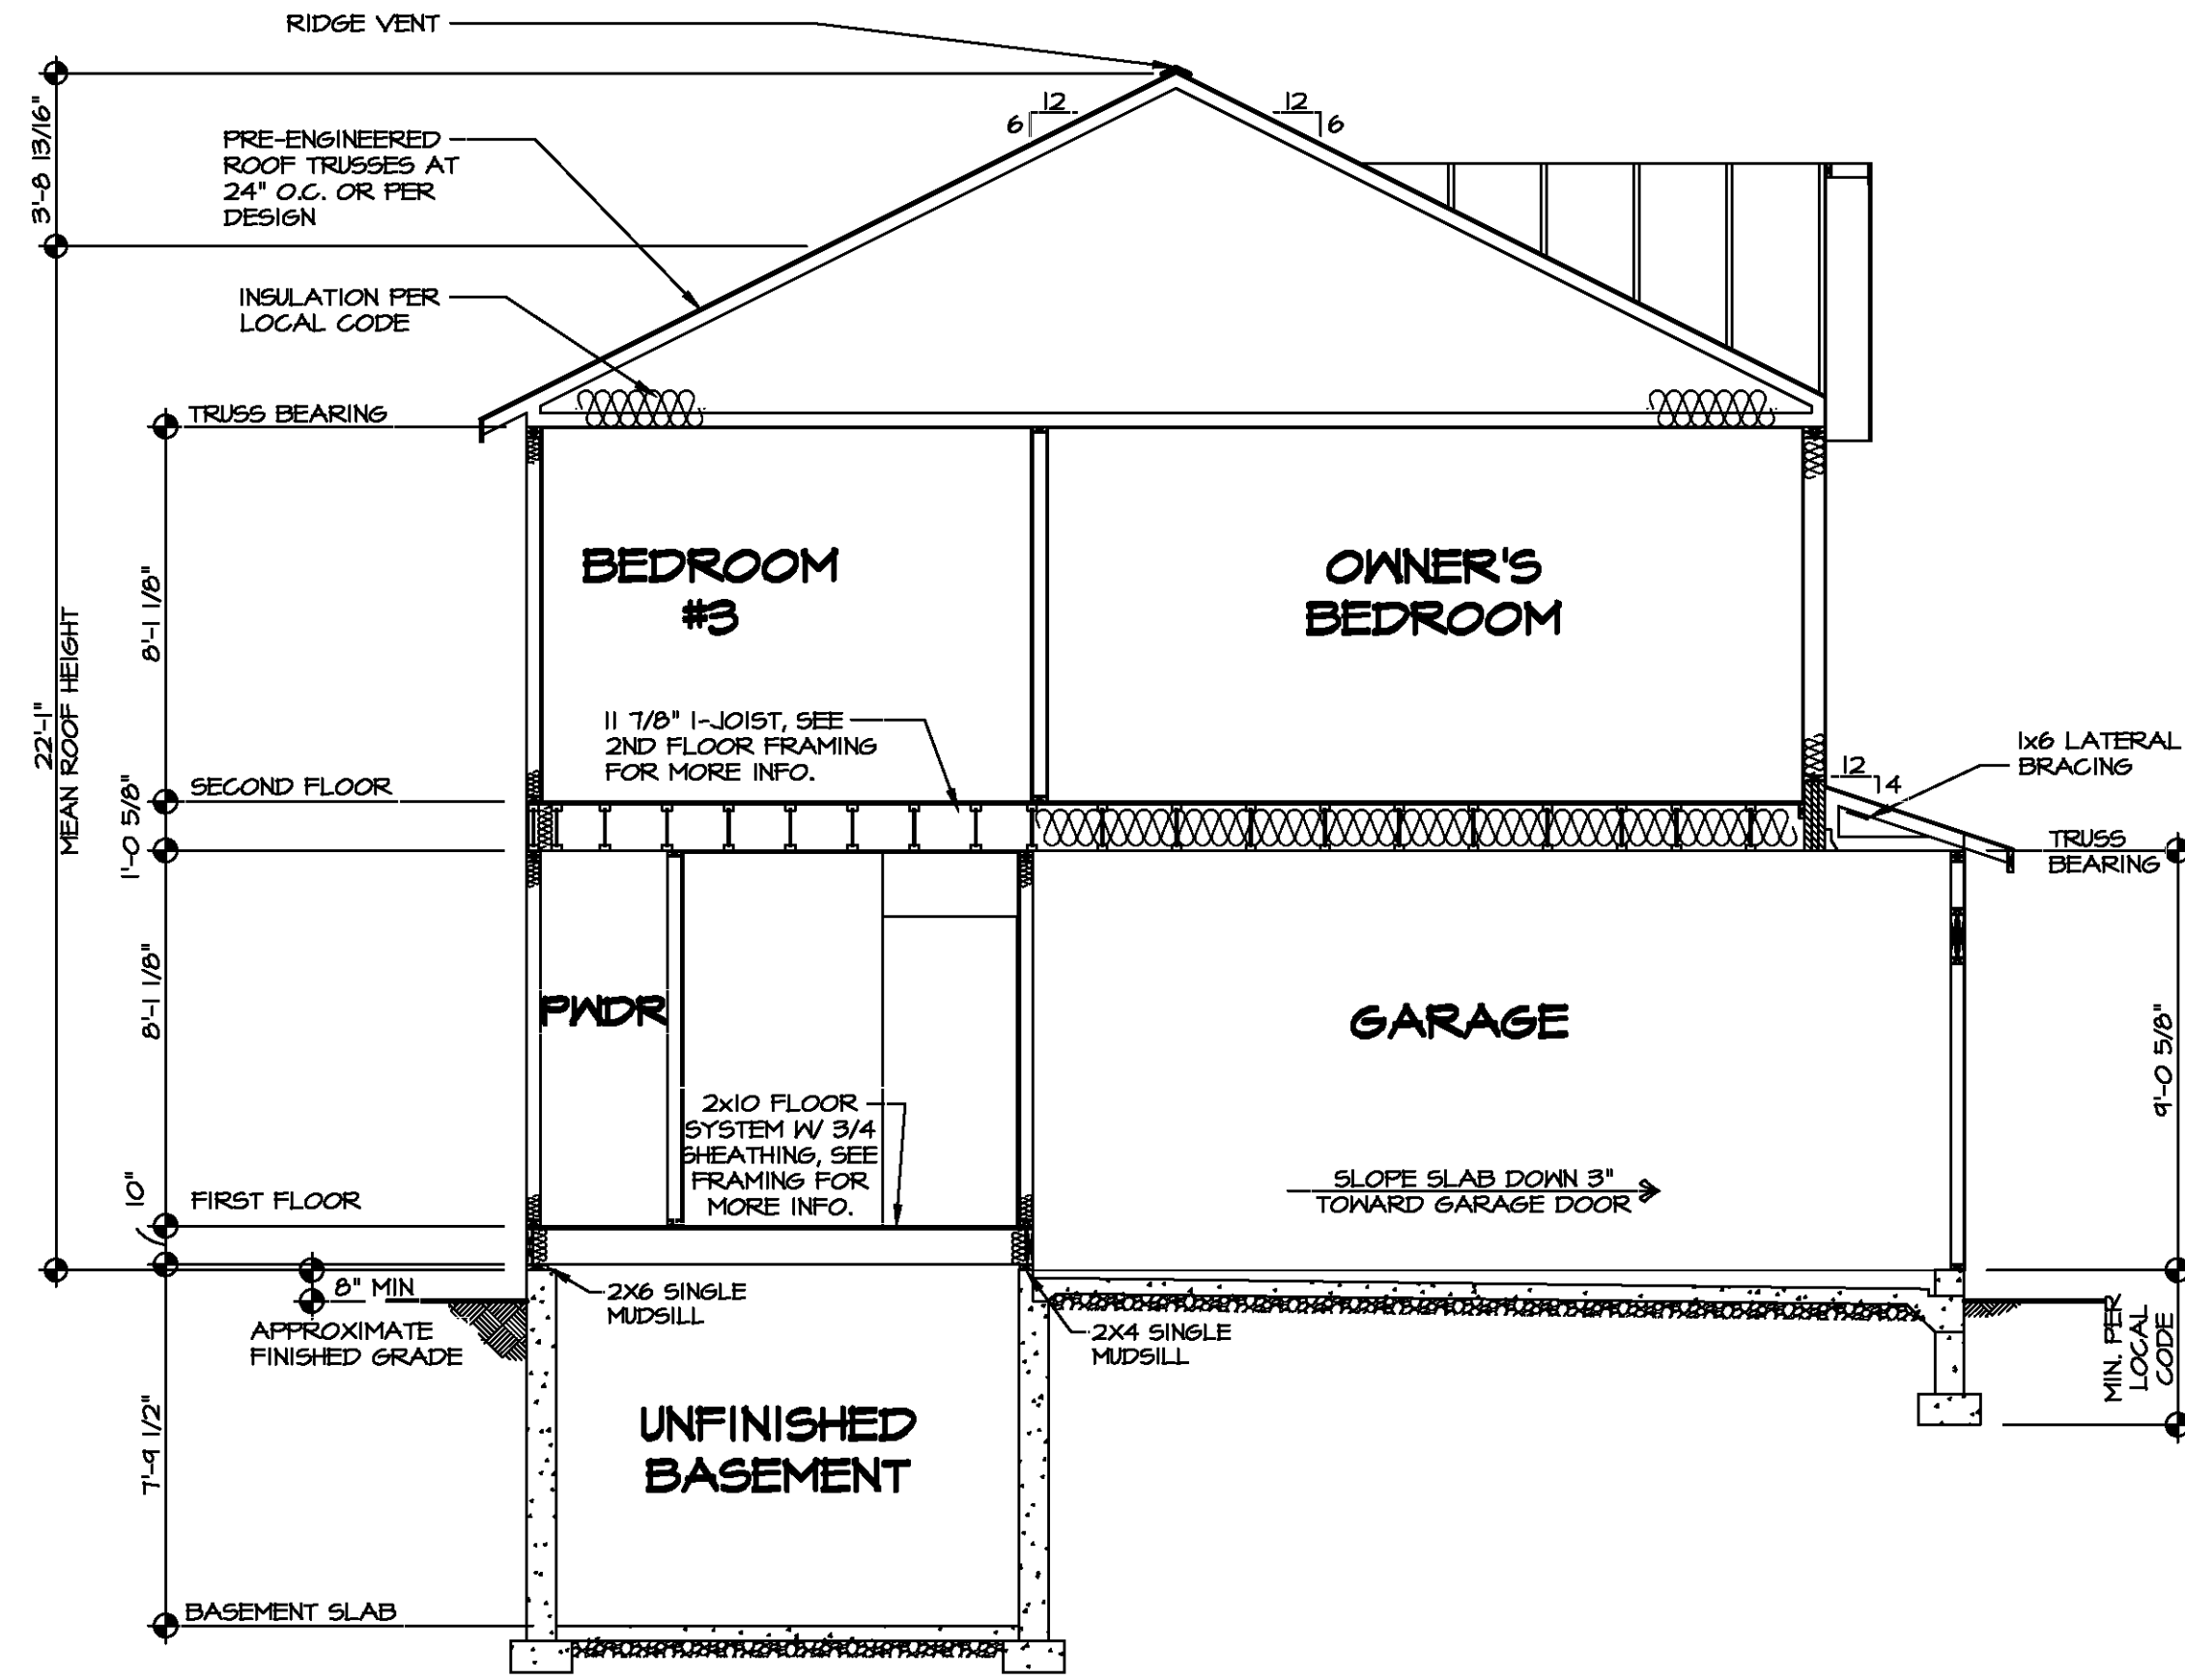 RIDGE VENT
12
6
12
6
3'-8 13/16"
PRE-ENGINEERED
ROOF TRUSSES AT
24" O.C. OR PER
DESIGN
INSULATION PER
LOCAL CODE
TRUSS BEARING
BEDROOM
#3
OWNER'S
BEDROOM
8'-1 1/8"
22'-1"
MEAN ROOF HEIGHT
11 7/8" I-JOIST, SEE
2ND FLOOR FRAMING
FOR MORE INFO.
1x6 LATERAL
BRACING
12
4
SECOND FLOOR
1'-0 5/8"
TRUSS
BEARING
8'-1 1/8"
PWDR
GARAGE
9'-0 5/8"
2x10 FLOOR
SYSTEM W/ 3/4
SHEATHING, SEE
FRAMING FOR
MORE INFO.
SLOPE SLAB DOWN 3"
TOWARD GARAGE DOOR
10"
FIRST FLOOR
8" MIN
2X6 SINGLE
MUDSILL
APPROXIMATE
FINISHED GRADE
2X4 SINGLE
MUDSILL
MIN. PER
LOCAL
CODE
7'-9 1/2"
UNFINISHED
BASEMENT
BASEMENT SLAB